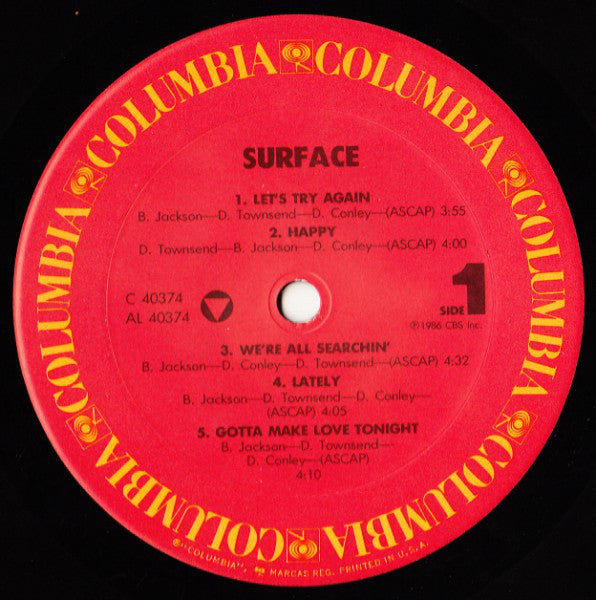 COLUMBIA COLUMBIA COLUMBIA COLUMBIA COLUMBIA COLUMBIA
SURFACE
1. LET'S TRY AGAIN
B. Jackson—D. Townsend—D. Conley—(ASCAP) 3:55
2. HAPPY
D. Townsend—B. Jackson—D. Conley—(ASCAP) 4:00
C 40374
AL 40374
SIDE 1
℗1986 CBS Inc.
3. WE'RE ALL SEARCHIN'
B. Jackson—D. Conley—D. Townsend—(ASCAP) 4:32
4. LATELY
B. Jackson—D. Townsend—D. Conley—
(ASCAP) 4:05
5. GOTTA MAKE LOVE TONIGHT
B. Jackson—D. Townsend—
D. Conley—(ASCAP)
4:10
®"COLUMBIA", MARCAS REG. PRINTED IN U.S.A.